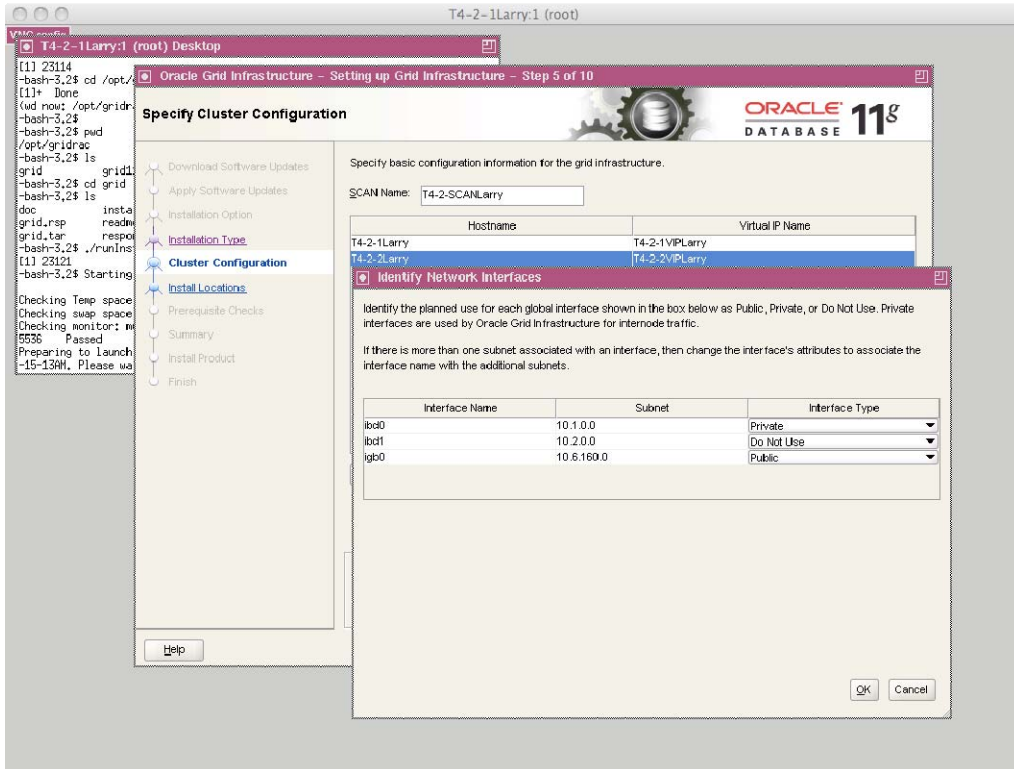 T4-2-1Larry:1 (root)
VNC config
T4-2-1Larry:1 (root) Desktop
[1] 23114
-bash-3.2$ cd /opt/
[1]+ Done
(wd now: /opt/gridr
-bash-3.2$
-bash-3.2$ pwd
/opt/gridrac
-bash-3.2$ ls
grid grid1
-bash-3.2$ cd grid
-bash-3.2$ ls
doc insta
grid.rsp readm
grid.tar respo
-bash-3.2$ ./runIns
[1] 23121
-bash-3.2$ Starting
Checking Temp space
Checking swap space
Checking monitor: m
5536 Passed
Preparing to launch
-15-13AM. Please wa
Oracle Grid Infrastructure - Setting up Grid Infrastructure - Step 5 of 10
Specify Cluster Configuration
ORACLE 11g
DATABASE
Download Software Updates
Apply Software Updates
Installation Option
Installation Type
Cluster Configuration
Install Locations
Prerequisite Checks
Summary
Install Product
Finish
Help
Specify basic configuration information for the grid infrastructure.
SCAN Name: T4-2-SCANLarry
Hostname Virtual IP Name
T4-2-1Larry T4-2-1VIPLarry
T4-2-2Larry T4-2-2VIPLarry
Identify Network Interfaces
Identify the planned use for each global interface shown in the box below as Public, Private, or Do Not Use. Private
interfaces are used by Oracle Grid Infrastructure for internode traffic.
If there is more than one subnet associated with an interface, then change the interface's attributes to associate the
interface name with the additional subnets.
Interface Name Subnet Interface Type
ibd0 10.1.0.0 Private
ibd1 10.2.0.0 Do Not Use
igb0 10.6.160.0 Public
OK Cancel